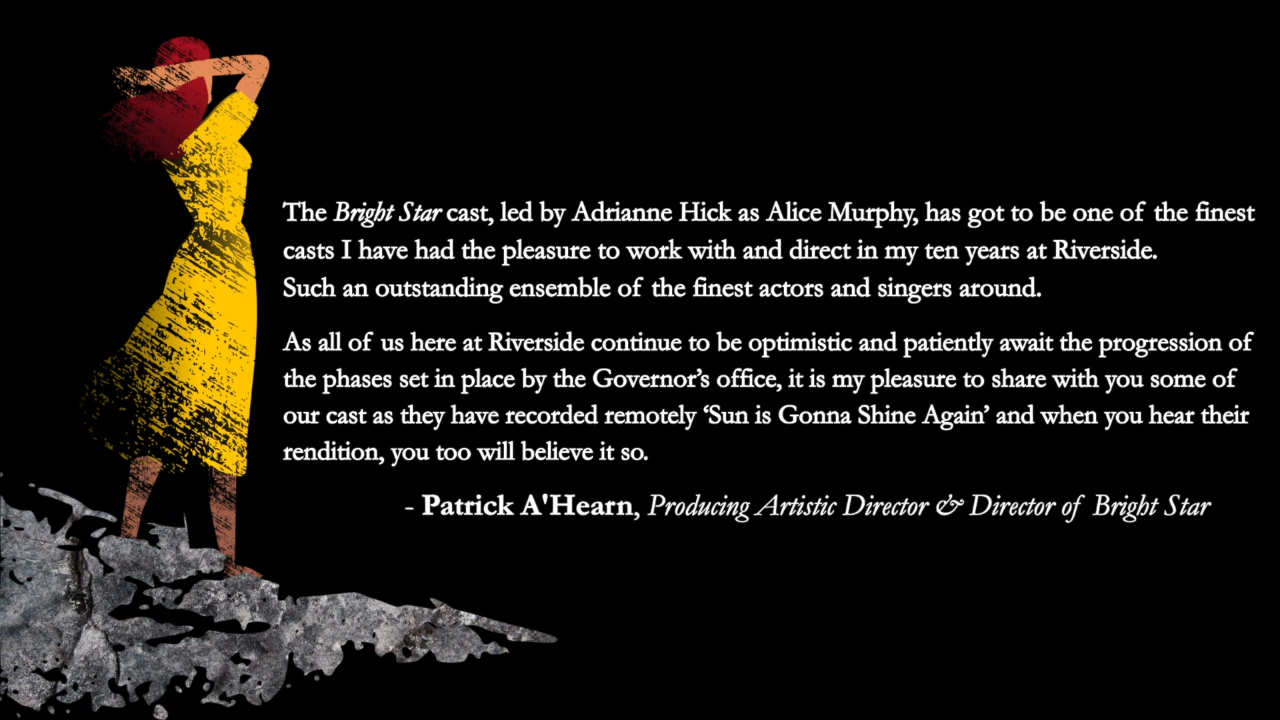 The Bright Star cast, led by Adrianne Hick as Alice Murphy, has got to be one of the finest
casts I have had the pleasure to work with and direct in my ten years at Riverside.
Such an outstanding ensemble of the finest actors and singers around.
As all of us here at Riverside continue to be optimistic and patiently await the progression of
the phases set in place by the Governor’s office, it is my pleasure to share with you some of
our cast as they have recorded remotely ‘Sun is Gonna Shine Again’ and when you hear their
rendition, you too will believe it so.
- Patrick A'Hearn, Producing Artistic Director & Director of Bright Star